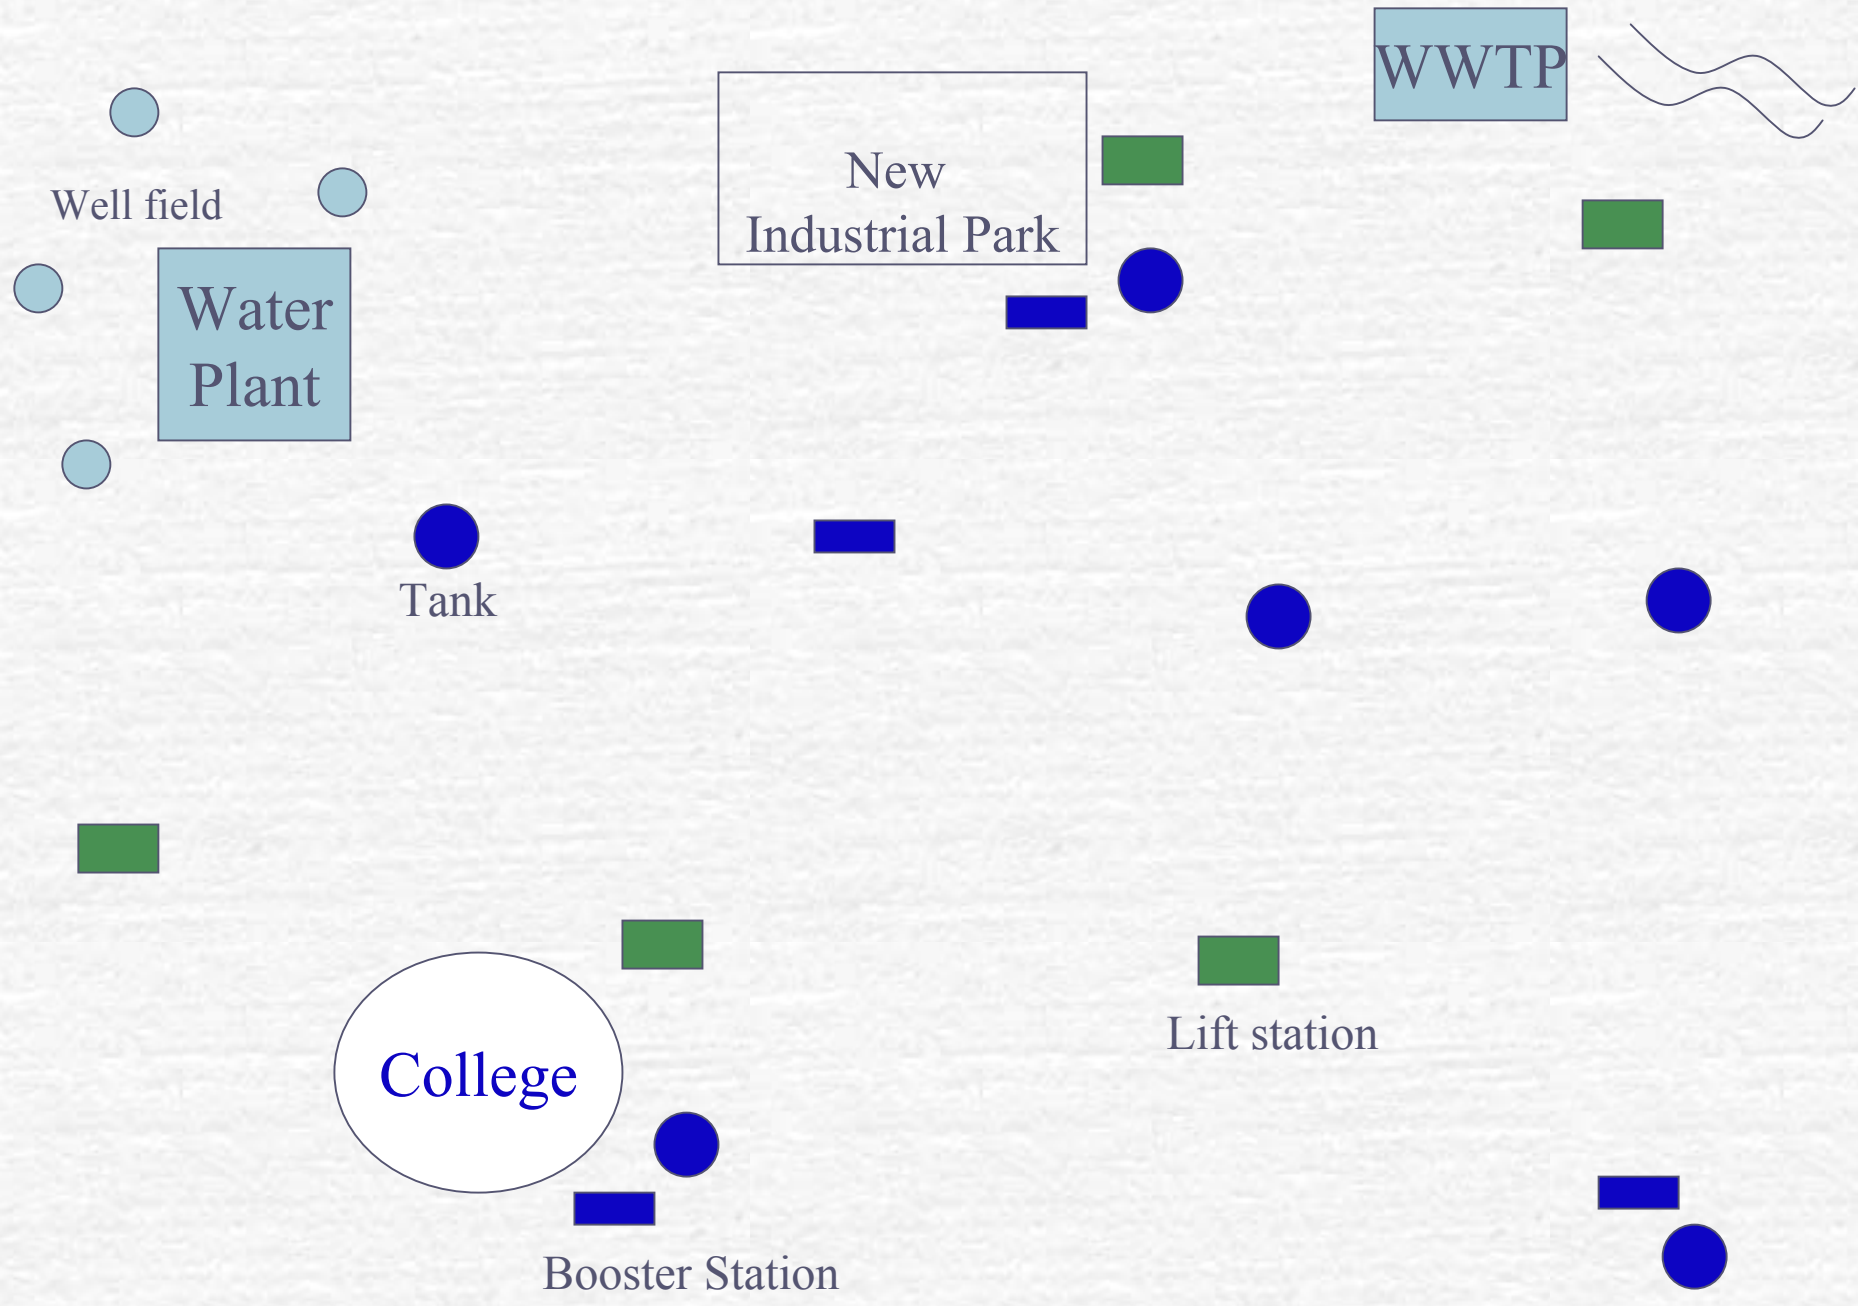 WWTP
New
Industrial Park
Well field
Water
Plant
Tank
Lift station
College
Booster Station